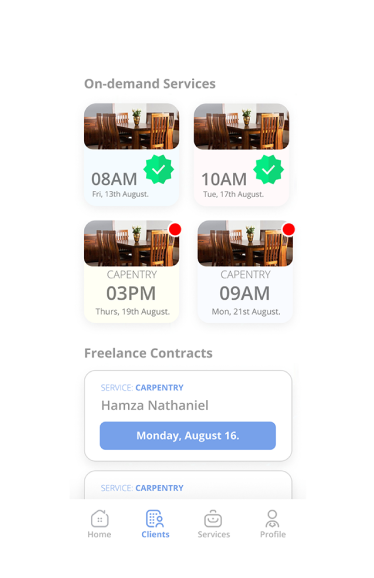 On-demand Services
08AM
Fri, 13th August.
10AM
Tue, 17th August.
CAPENTRY
03PM
Thurs, 19th August.
CAPENTRY
09AM
Mon, 21st August.
Freelance Contracts
SERVICE: CARPENTRY
Hamza Nathaniel
Monday, August 16.
SERVICE: CARPENTRY
Home
Clients
Services
Profile